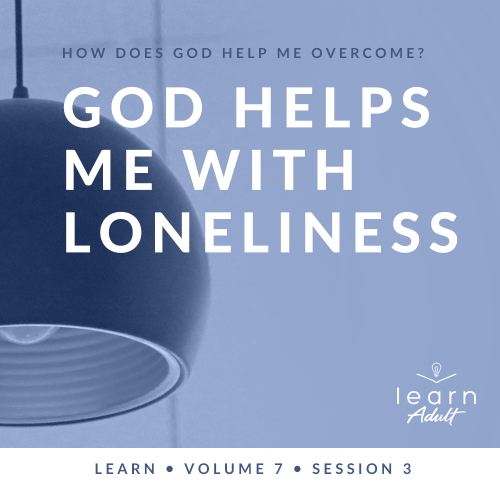 HOW DOES GOD HELP ME OVERCOME?
GOD HELPS
ME WITH
LONELINESS
learn
Adult
LEARN • VOLUME 7 • SESSION 3